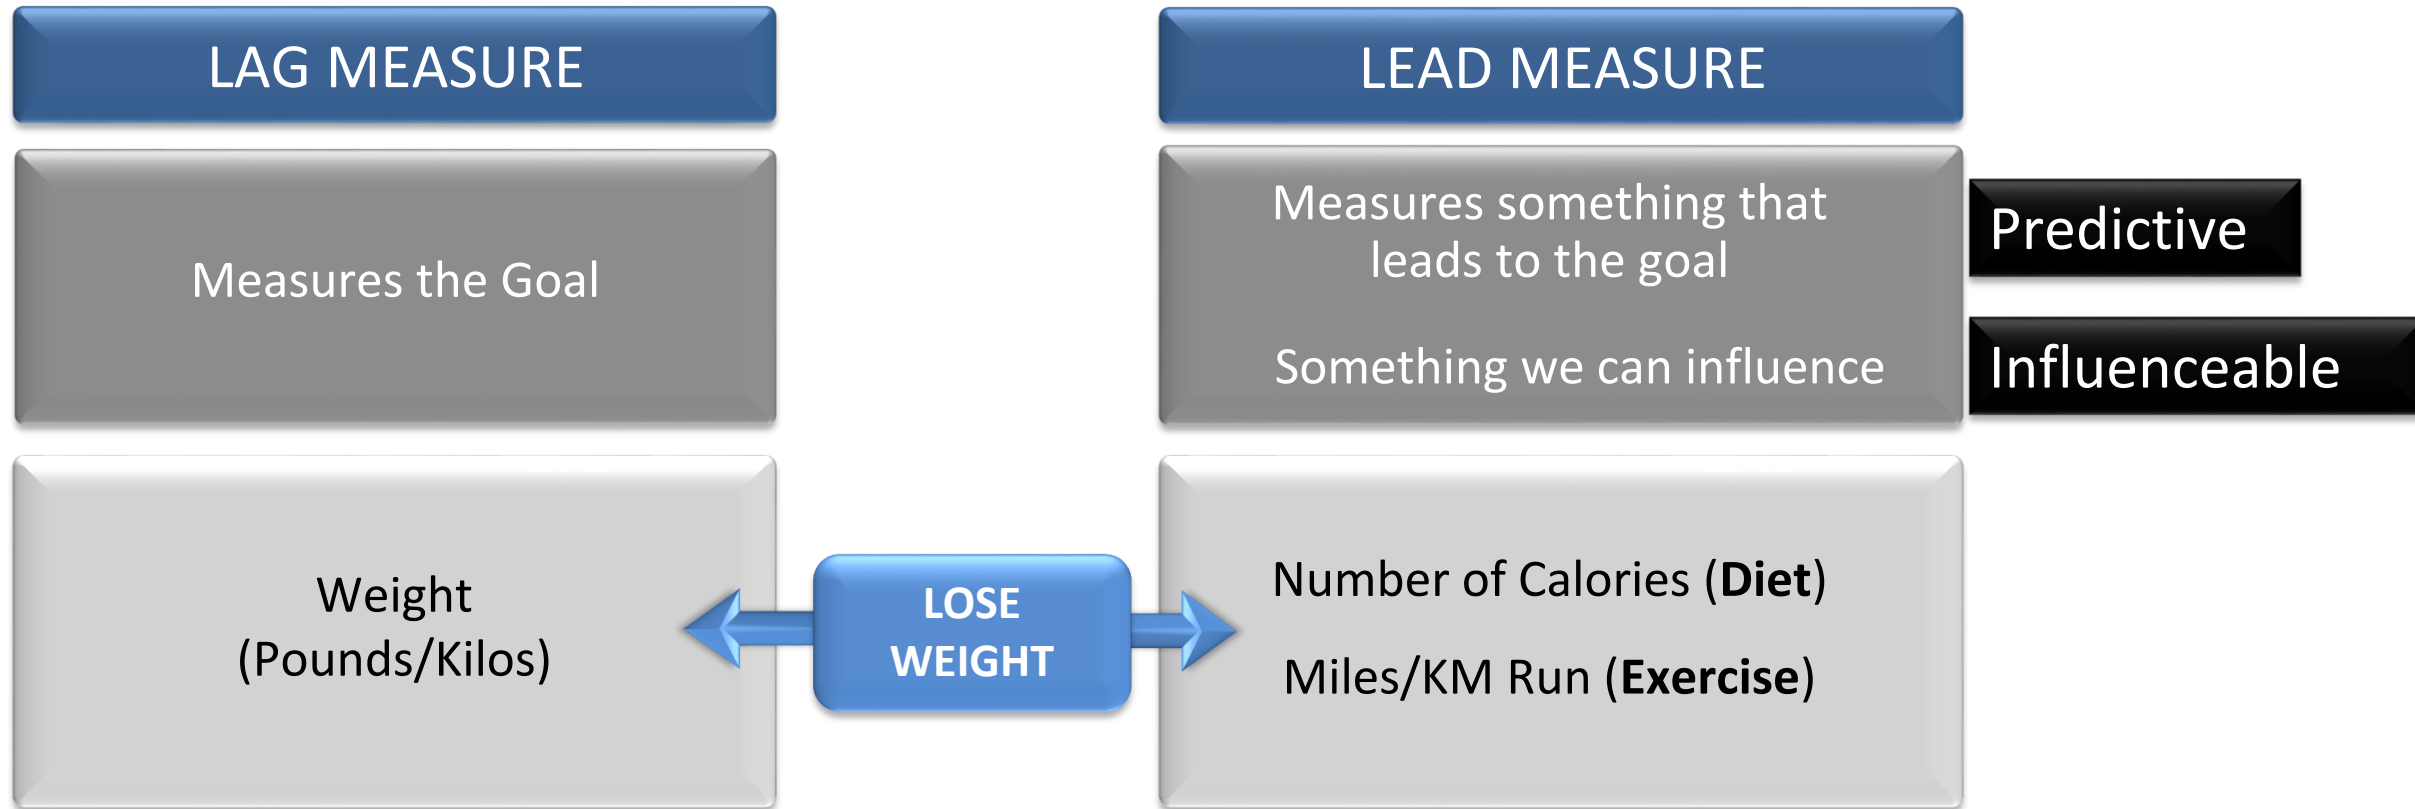 LAG MEASURE
LEAD MEASURE
Measures the Goal
Measures something that
leads to the goal
Something we can influence
Predictive
Influenceable
Weight
(Pounds/Kilos)
LOSE
WEIGHT
Number of Calories (Diet)
Miles/KM Run (Exercise)